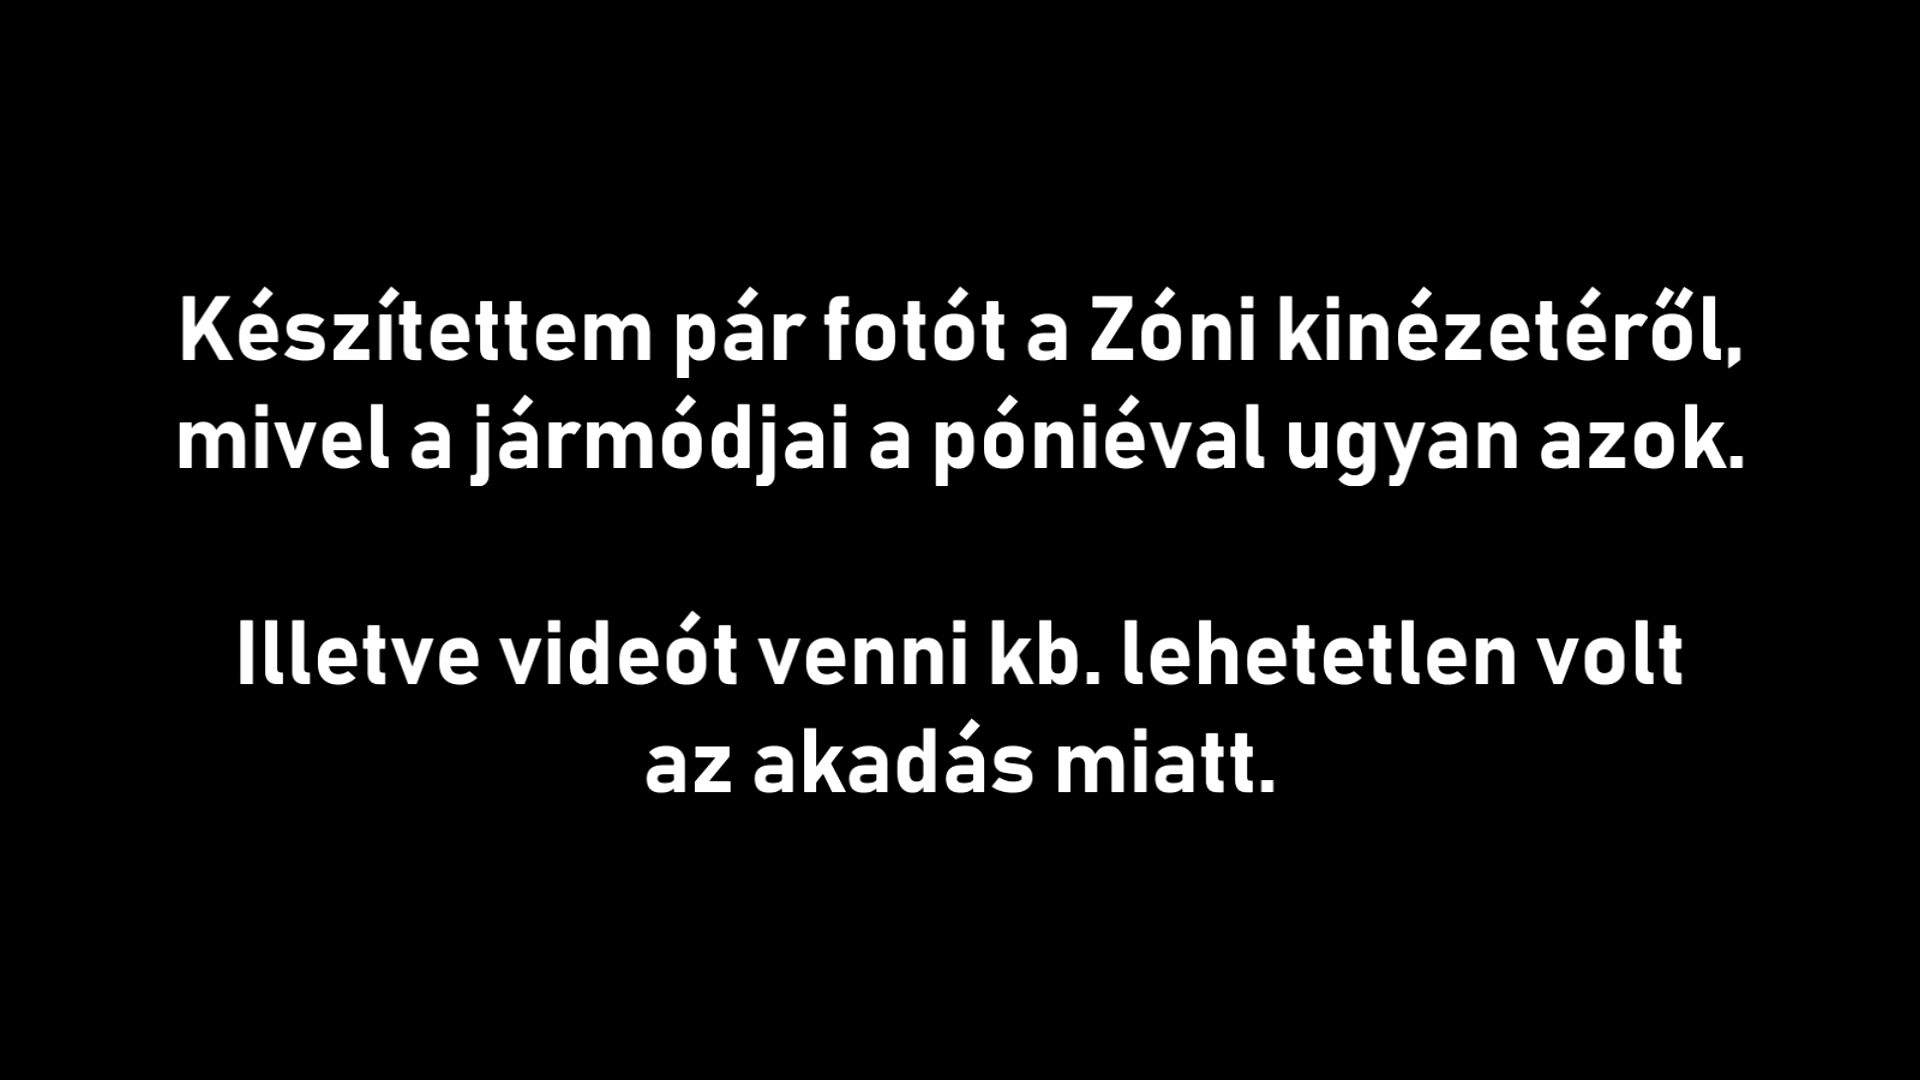 Készítettem pár fotót a Zóni kinézetéről,
mivel a jármódjai a póniéval ugyan azok.
Illetve videót venni kb. lehetetlen volt
az akadás miatt.